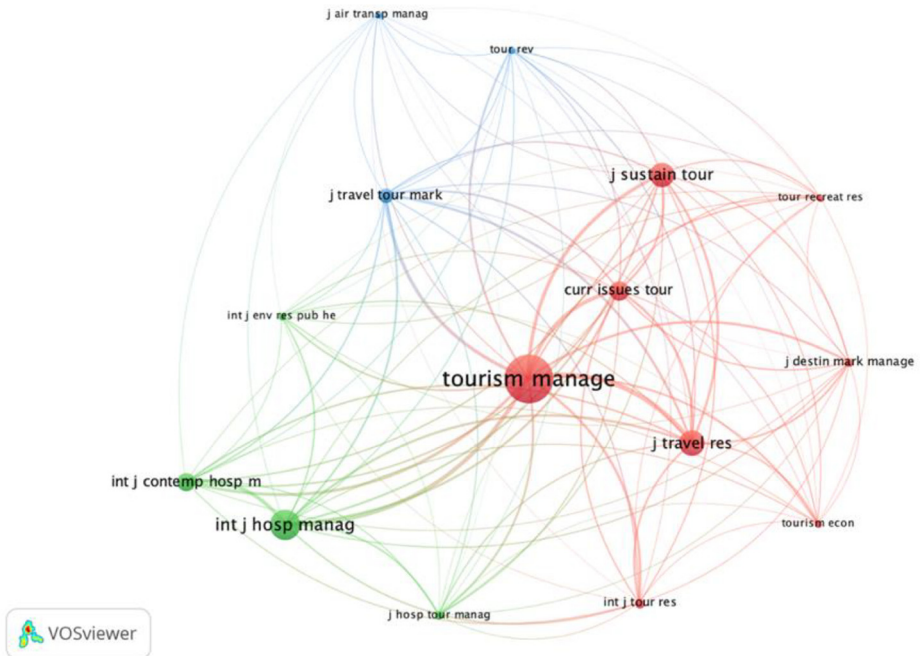 j air transp manag
tour rev
j sustain tour
j travel tour mark
tour recreat res
curr issues tour
int j env res pub he
j destin mark manage
tourism manage
j travel res
int j contemp hosp m
int j hosp manag
tourism econ
int j tour res
j hosp tour manag
VOSviewer